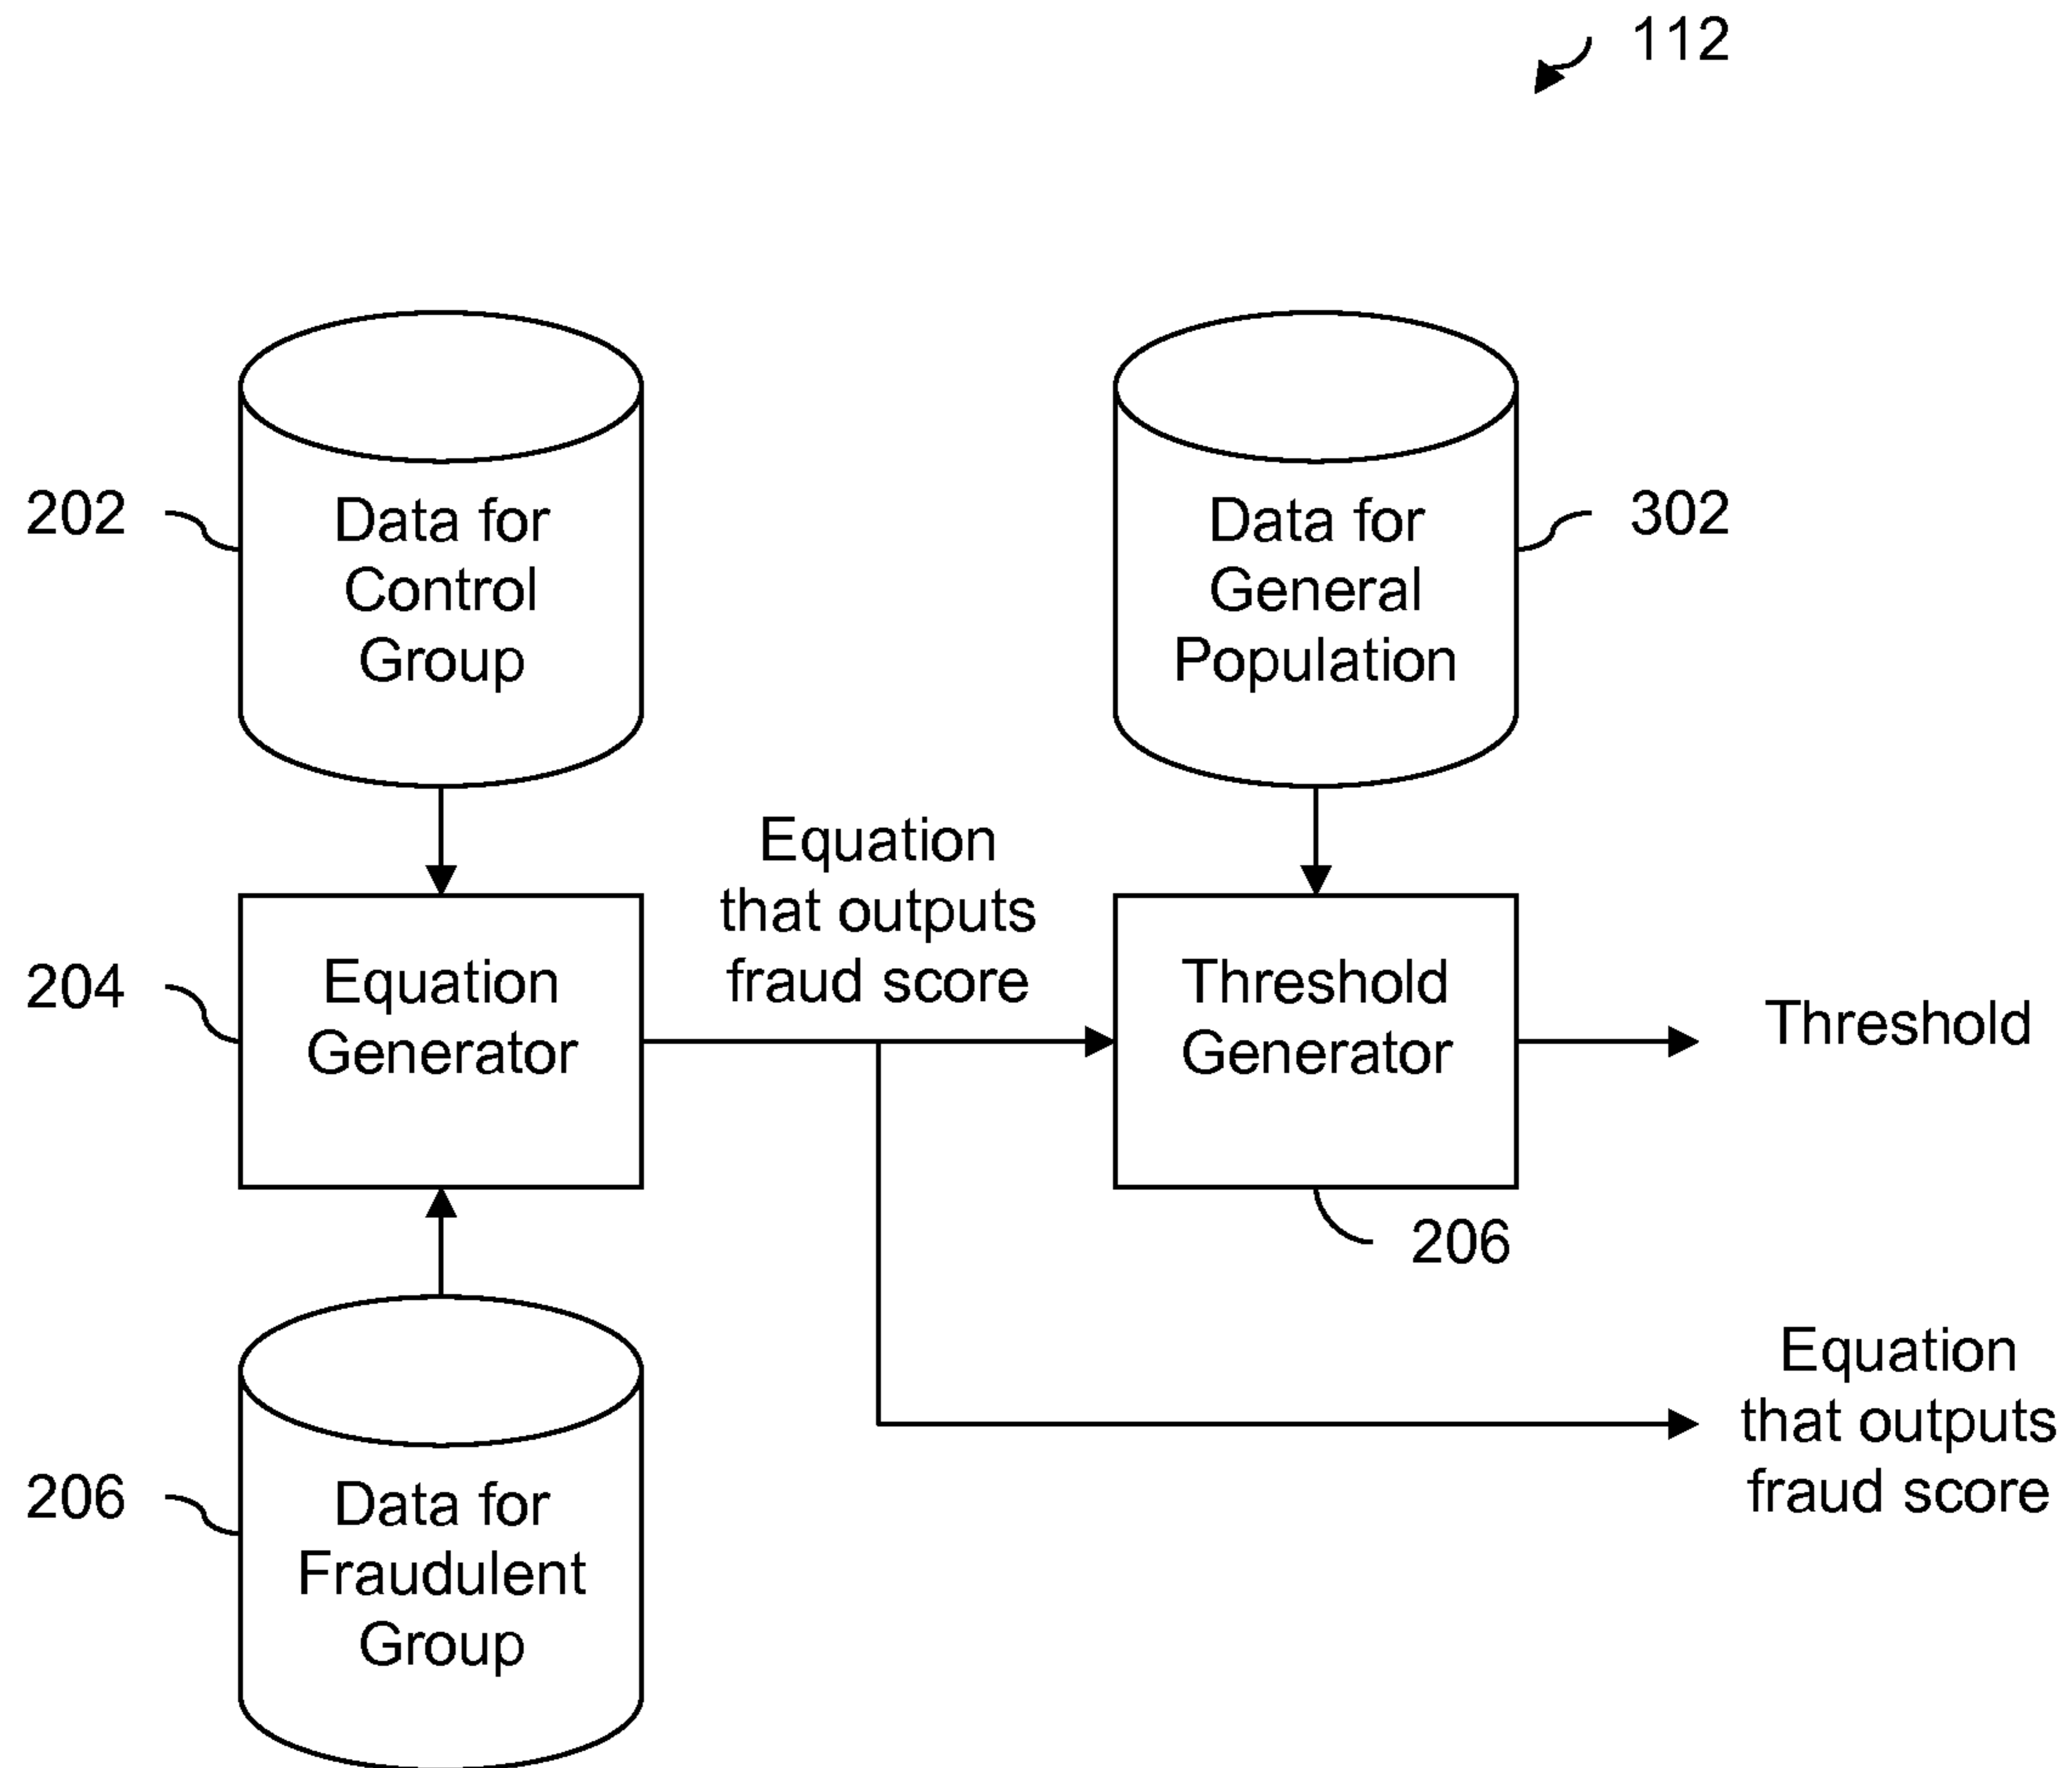 112
202
Data for
Control
Group
Data for
General
Population
302
Equation
that outputs
fraud score
204
Equation
Generator
Threshold
Generator
Threshold
206
206
Data for
Fraudulent
Group
Equation
that outputs
fraud score